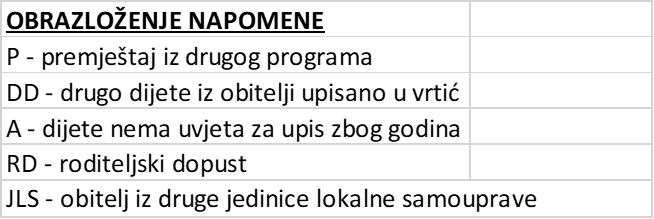 OBRAZLOŽENJE NAPOMENE
P - premještaj iz drugog programa
DD - drugo dijete iz obitelji upisano u vrtić
A - dijete nema uvjeta za upis zbog godina
RD - roditeljski dopust
JLS - obitelj iz druge jedinice lokalne samouprave